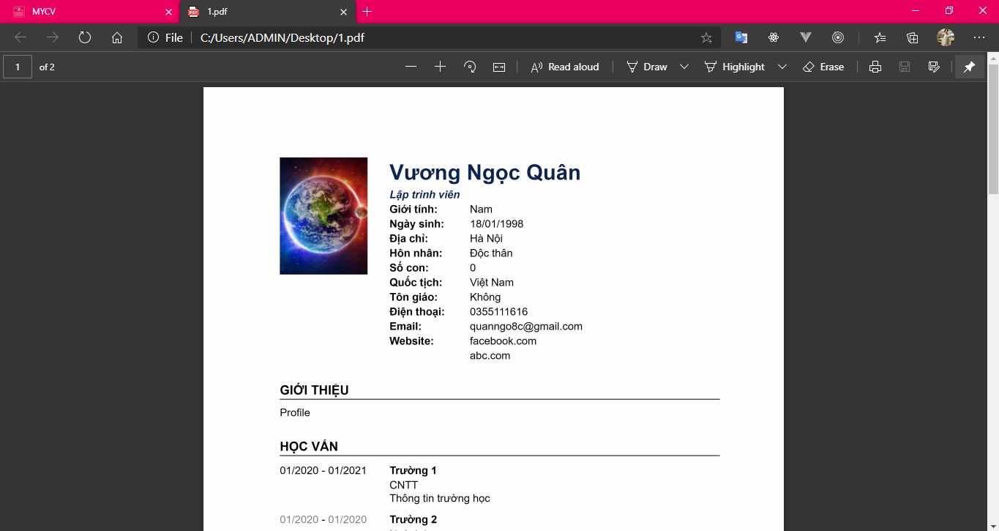 MYCV
PDF 1.pdf
File C:/Users/ADMIN/Desktop/1.pdf
1 of 2 Read aloud Draw Highlight Erase
Vương Ngọc Quân
Lập trình viên
Giới tính: Nam
Ngày sinh: 18/01/1998
Địa chỉ: Hà Nội
Hôn nhân: Độc thân
Số con: 0
Quốc tịch: Việt Nam
Tôn giáo: Không
Điện thoại: 0355111616
Email: quanngo8c@gmail.com
Website: facebook.com
abc.com
GIỚI THIỆU
Profile
HỌC VẤN
01/2020 - 01/2021 Trường 1
CNTT
Thông tin trường học
01/2020 - 01/2020 Trường 2